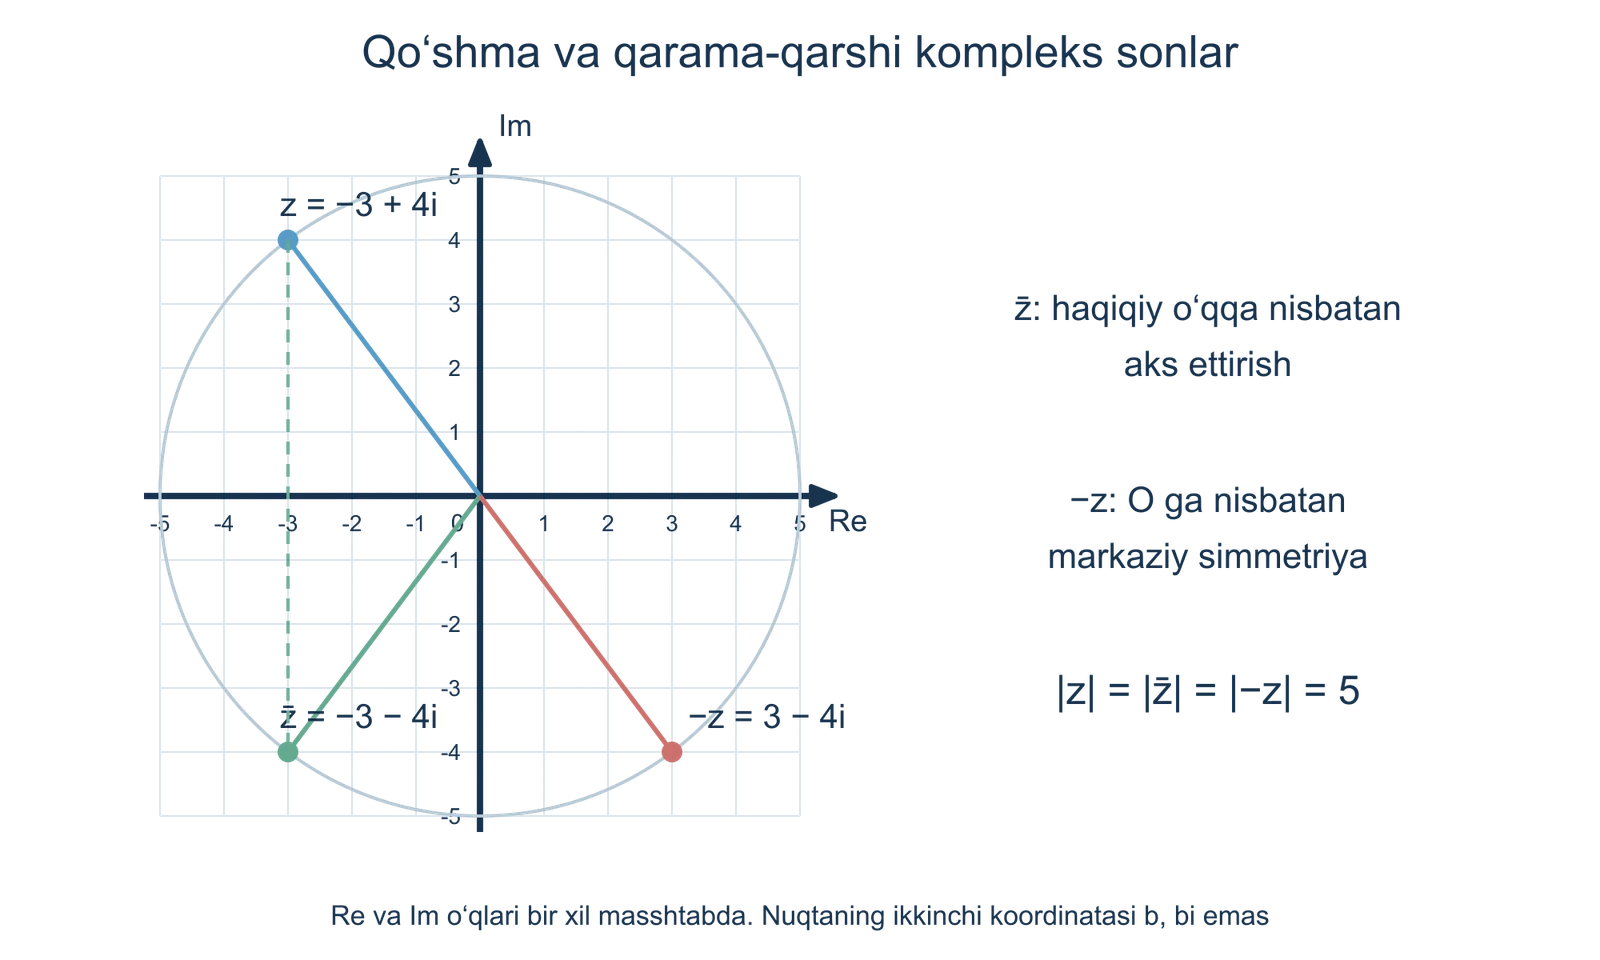 Qo‘shma va qarama-qarshi kompleks sonlar
Im
5
z = −3 + 4i
4
3
2
1
-5 -4 -3 -2 -1 0 1 2 3 4 5 Re
-1
-2
-3
z̄ = −3 − 4i
−z = 3 − 4i
-4
-5
z̄: haqiqiy o‘qqa nisbatan
aks ettirish
−z: O ga nisbatan
markaziy simmetriya
|z| = |z̄| = |−z| = 5
Re va Im o‘qlari bir xil masshtabda. Nuqtaning ikkinchi koordinatasi b, bi emas